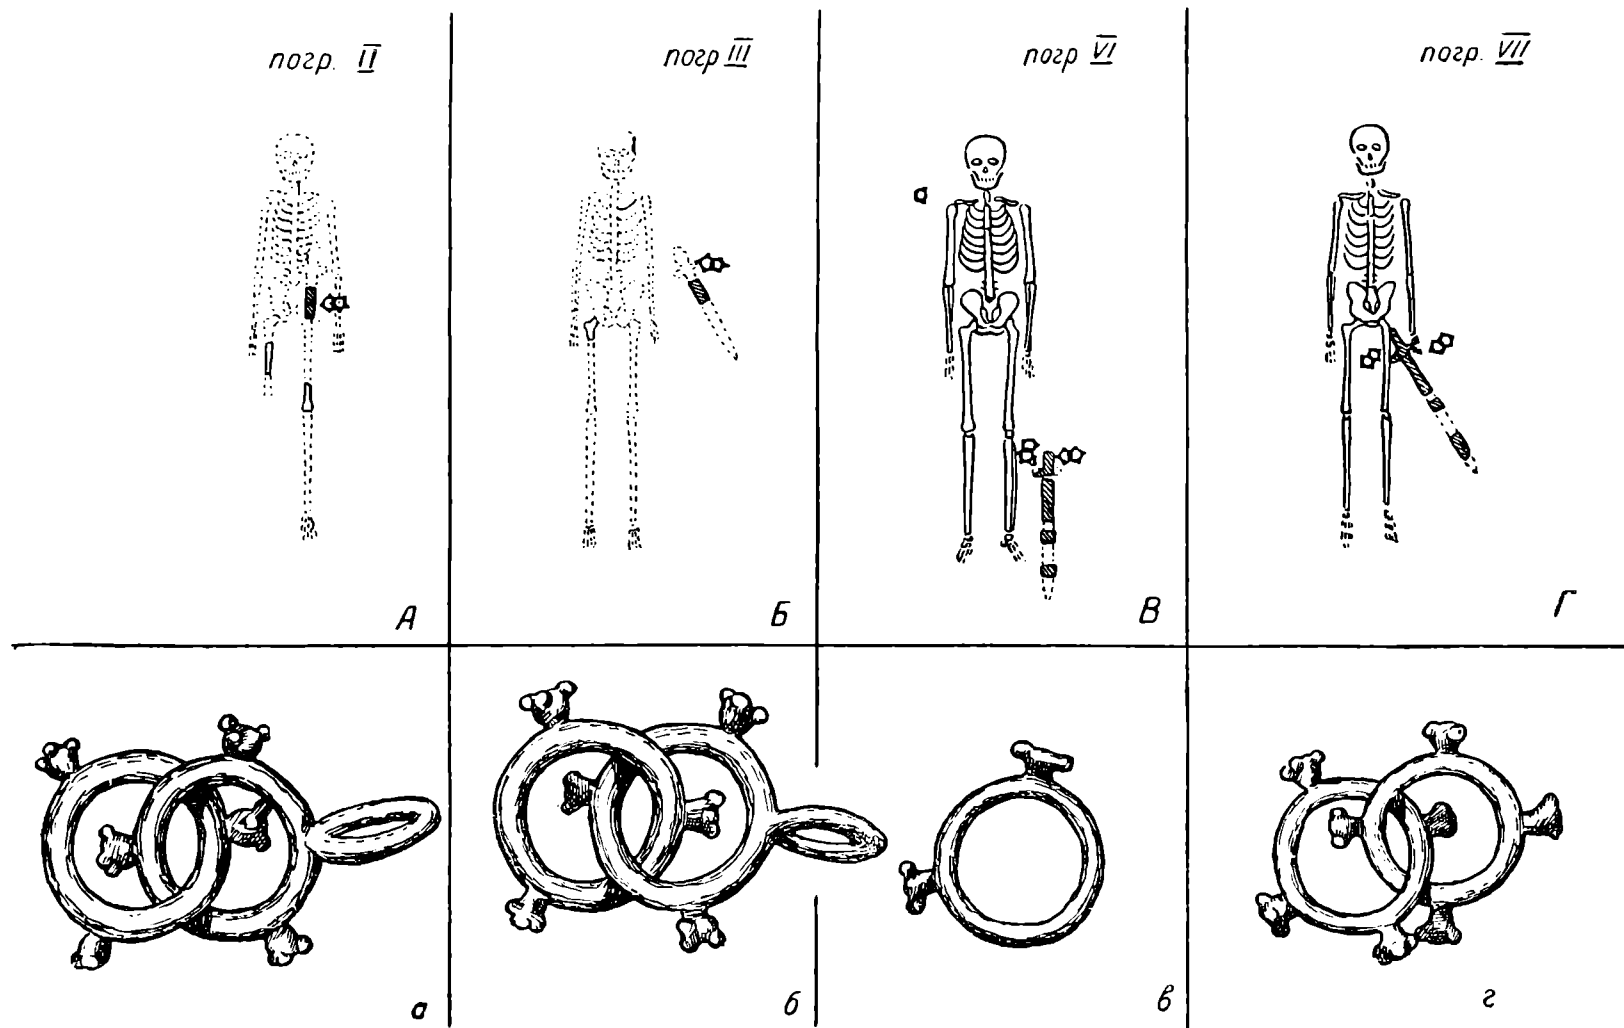 погр. II
погр III
погр VI
погр. VII
А
Б
В
Г
а
б
в
г